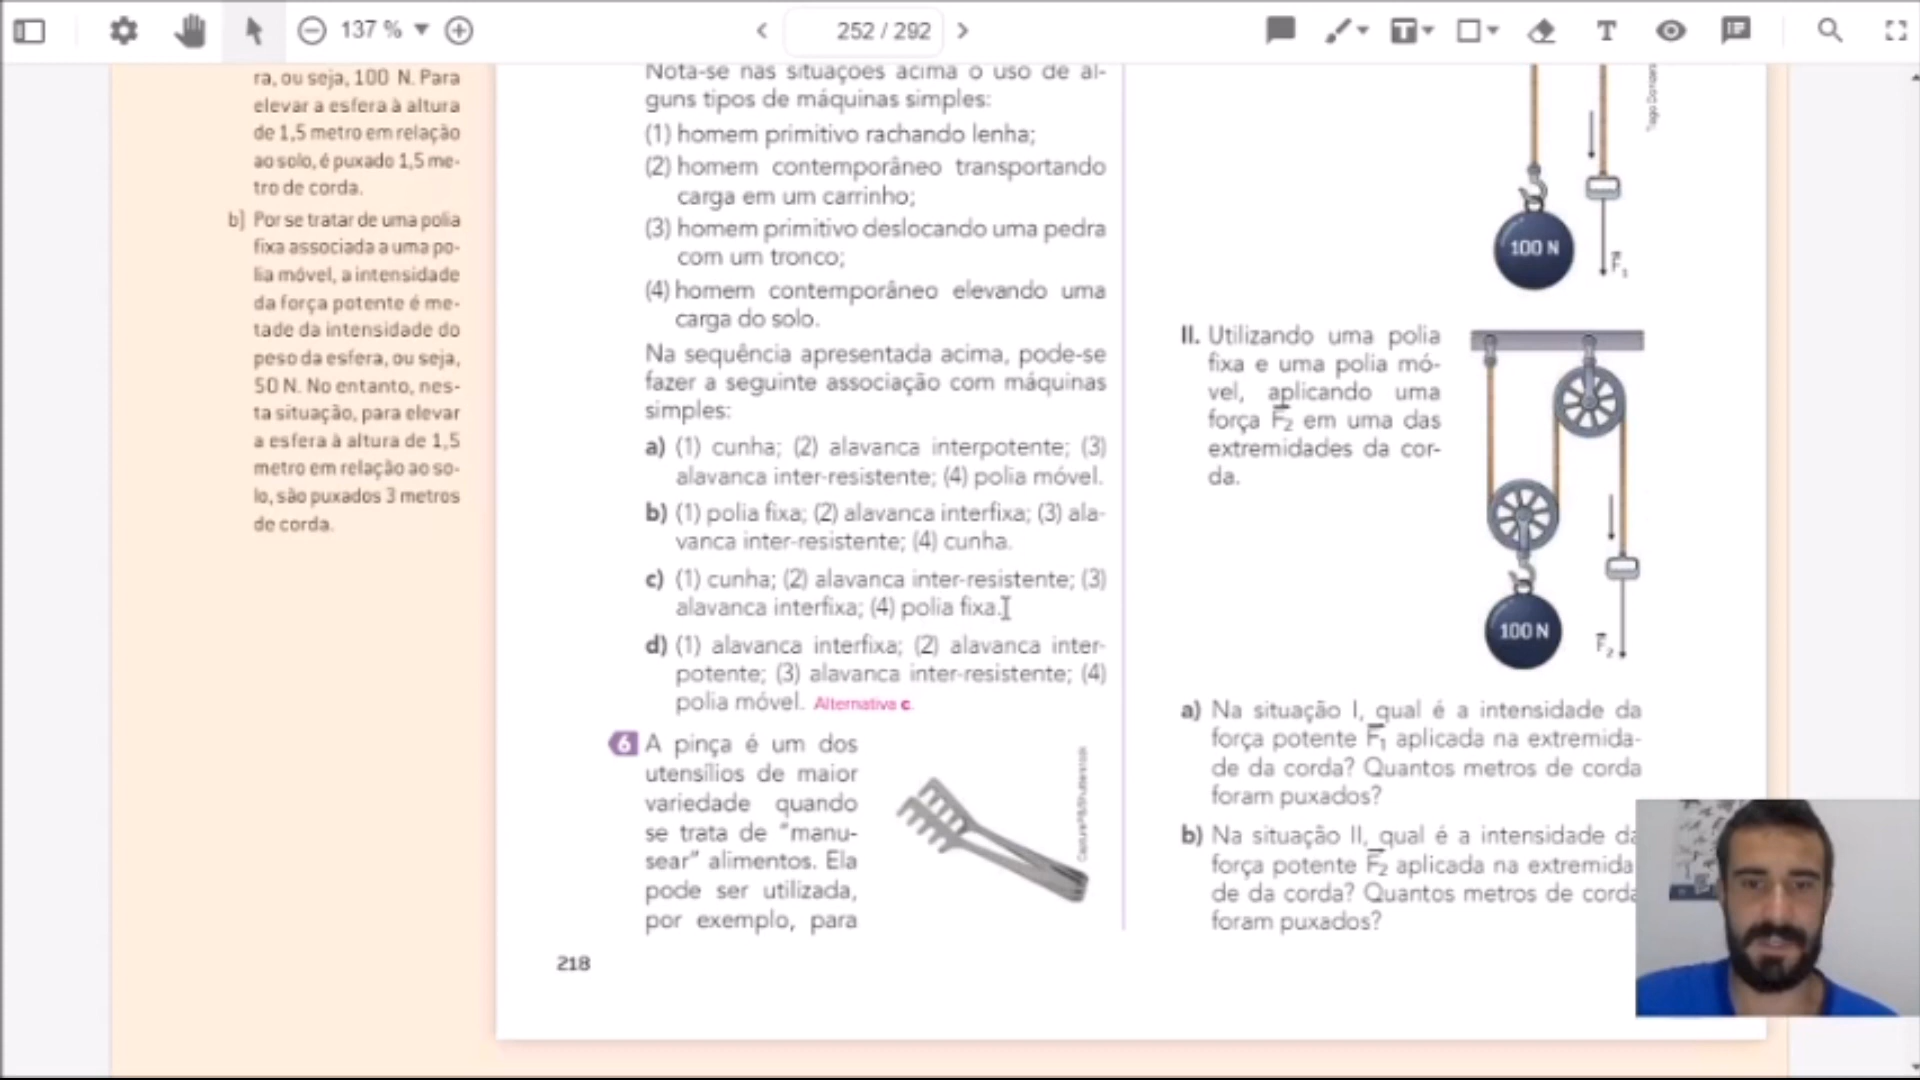 137 %
252 / 292
ra, ou seja, 100 N. Para
elevar a esfera à altura
de 1,5 metro em relação
ao solo, é puxado 1,5 me-
tro de corda.
b) Por se tratar de uma polia
fixa associada a uma po-
lia móvel, a intensidade
da força potente é me-
tade da intensidade do
peso da esfera, ou seja,
50 N. No entanto, nes-
ta situação, para elevar
a esfera à altura de 1,5
metro em relação ao so-
lo, são puxados 3 metros
de corda.
Nota-se nas situações acima o uso de al-
guns tipos de máquinas simples:
(1) homem primitivo rachando lenha;
(2) homem contemporâneo transportando
carga em um carrinho;
(3) homem primitivo deslocando uma pedra
com um tronco;
(4) homem contemporâneo elevando uma
carga do solo.
Na sequência apresentada acima, pode-se
fazer a seguinte associação com máquinas
simples:
a) (1) cunha; (2) alavanca interpotente; (3)
alavanca inter-resistente; (4) polia móvel.
b) (1) polia fixa; (2) alavanca interfixa; (3) ala-
vanca inter-resistente; (4) cunha.
c) (1) cunha; (2) alavanca inter-resistente; (3)
alavanca interfixa; (4) polia fixa.
d) (1) alavanca interfixa; (2) alavanca inter-
potente; (3) alavanca inter-resistente; (4)
polia móvel. Alternativa c.
6 A pinça é um dos
utensílios de maior
variedade quando
se trata de "manu-
sear" alimentos. Ela
pode ser utilizada,
por exemplo, para
218
100 N
F1
II. Utilizando uma polia
fixa e uma polia mó-
vel, aplicando uma
força F2 em uma das
extremidades da cor-
da.
100 N
F2
a) Na situação I, qual é a intensidade da
força potente F1 aplicada na extremida-
de da corda? Quantos metros de corda
foram puxados?
b) Na situação II, qual é a intensidade da
força potente F2 aplicada na extremida
de da corda? Quantos metros de corda
foram puxados?